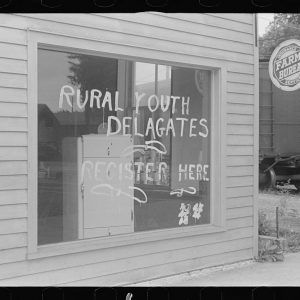 RURAL YOUTH
DELAGATES
REGISTER HERE
FARM
BUREAU